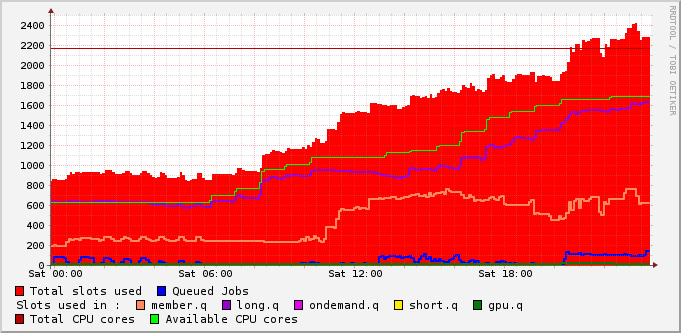 2400
2200
2000
1800
1600
1400
1200
1000
800
600
400
200
0
Sat 00:00 Sat 06:00 Sat 12:00 Sat 18:00
Total slots used Queued Jobs
Slots used in : member.q long.q ondemand.q short.q gpu.q
Total CPU cores Available CPU cores
RRDTOOL / TOBI OETIKER